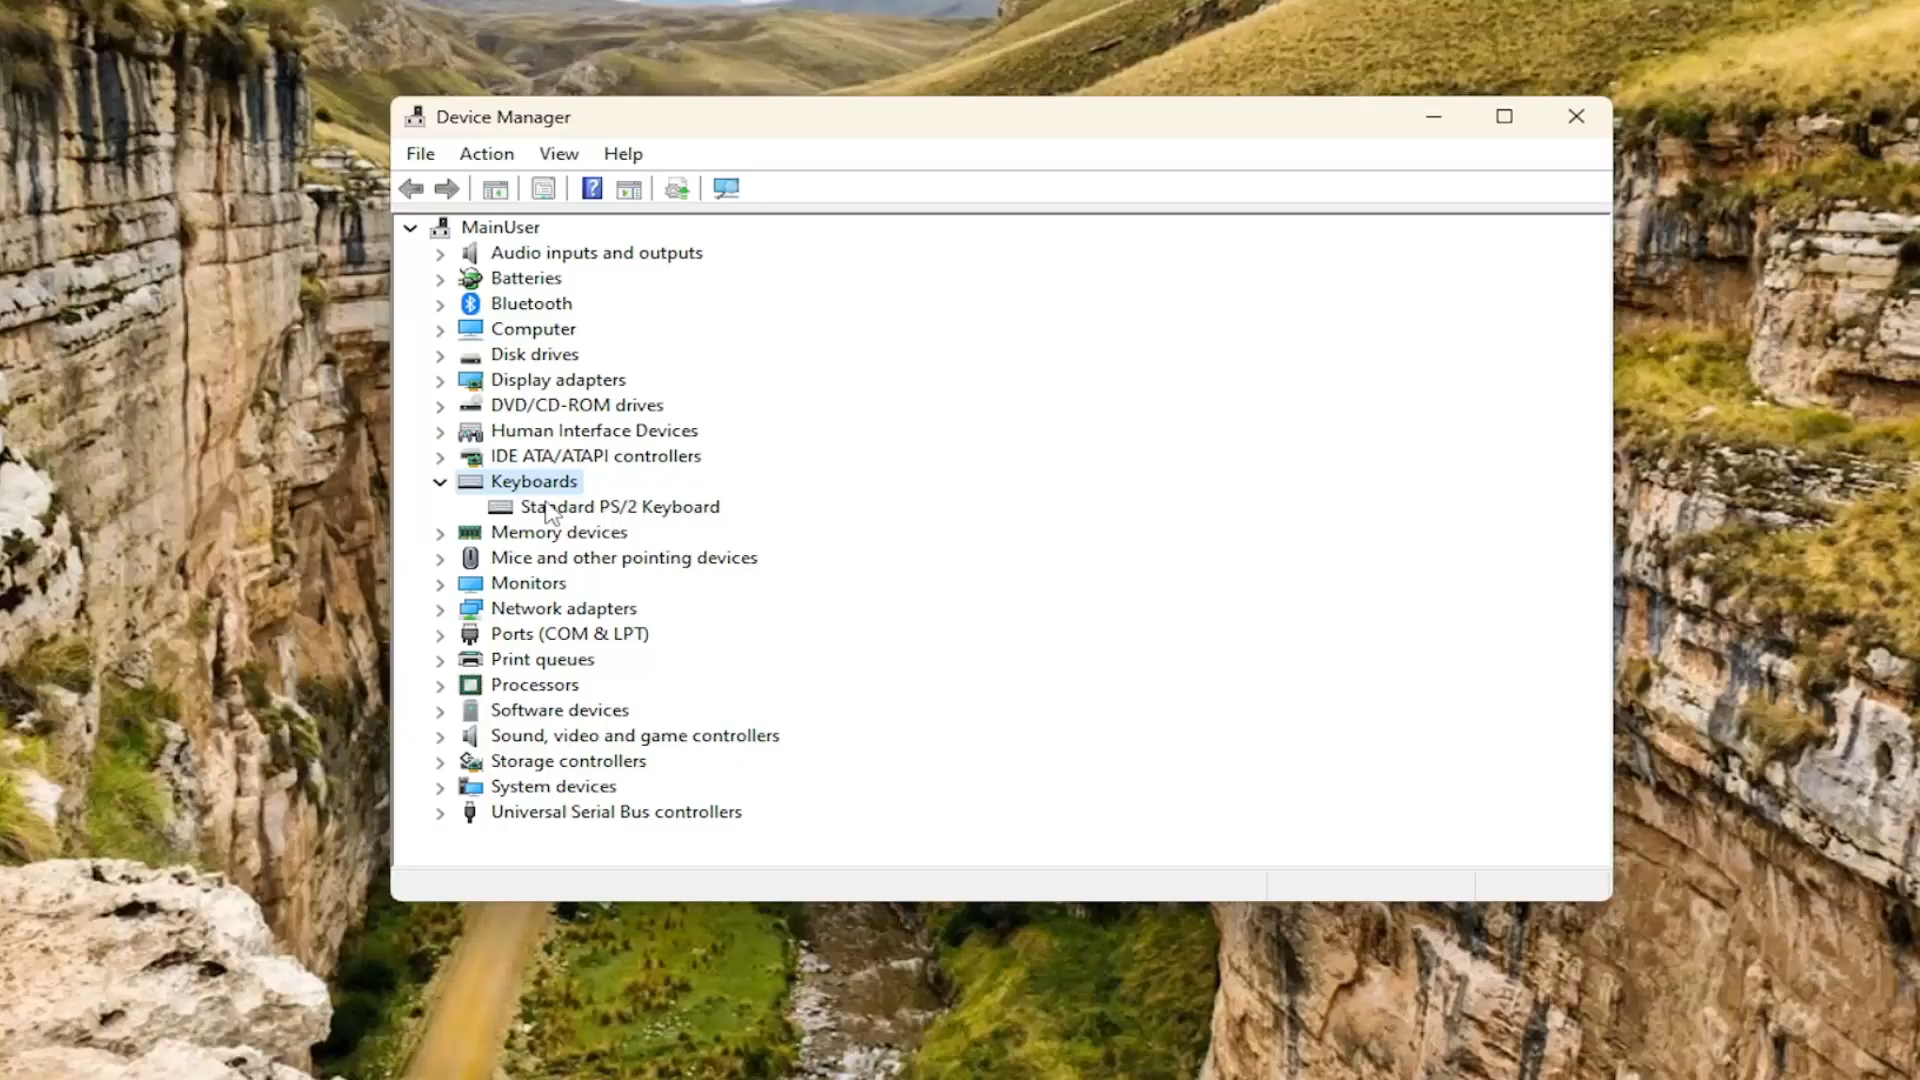 Device Manager
File Action View Help
MainUser
Audio inputs and outputs
Batteries
Bluetooth
Computer
Disk drives
Display adapters
DVD/CD-ROM drives
Human Interface Devices
IDE ATA/ATAPI controllers
Keyboards
Standard PS/2 Keyboard
Memory devices
Mice and other pointing devices
Monitors
Network adapters
Ports (COM & LPT)
Print queues
Processors
Software devices
Sound, video and game controllers
Storage controllers
System devices
Universal Serial Bus controllers